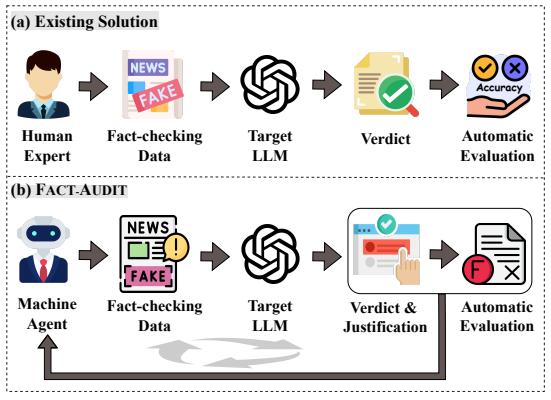 (a) Existing Solution
NEWS
FAKE
Accuracy
Human
Expert
Fact-checking
Data
Target
LLM
Verdict
Automatic
Evaluation
(b) FACT-AUDIT
NEWS
FAKE
F
Machine
Agent
Fact-checking
Data
Target
LLM
Verdict &
Justification
Automatic
Evaluation